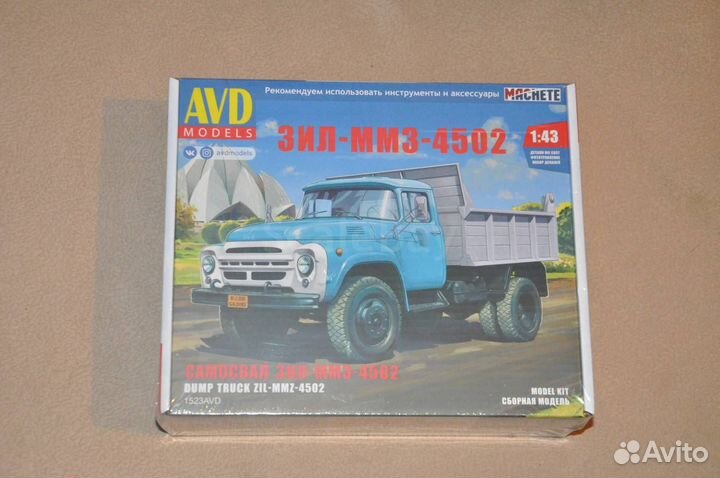 Рекомендуем использовать инструменты и аксессуары MACHETE
AVD
MODELS
avdmodels
ЗИЛ-ММЗ-4502
1:43
САМОСВАЛ ЗИЛ-ММЗ-4502
DUMP TRUCK ZIL-MMZ-4502
1523AVD
MODEL KIT
СБОРНАЯ МОДЕЛЬ
Avito